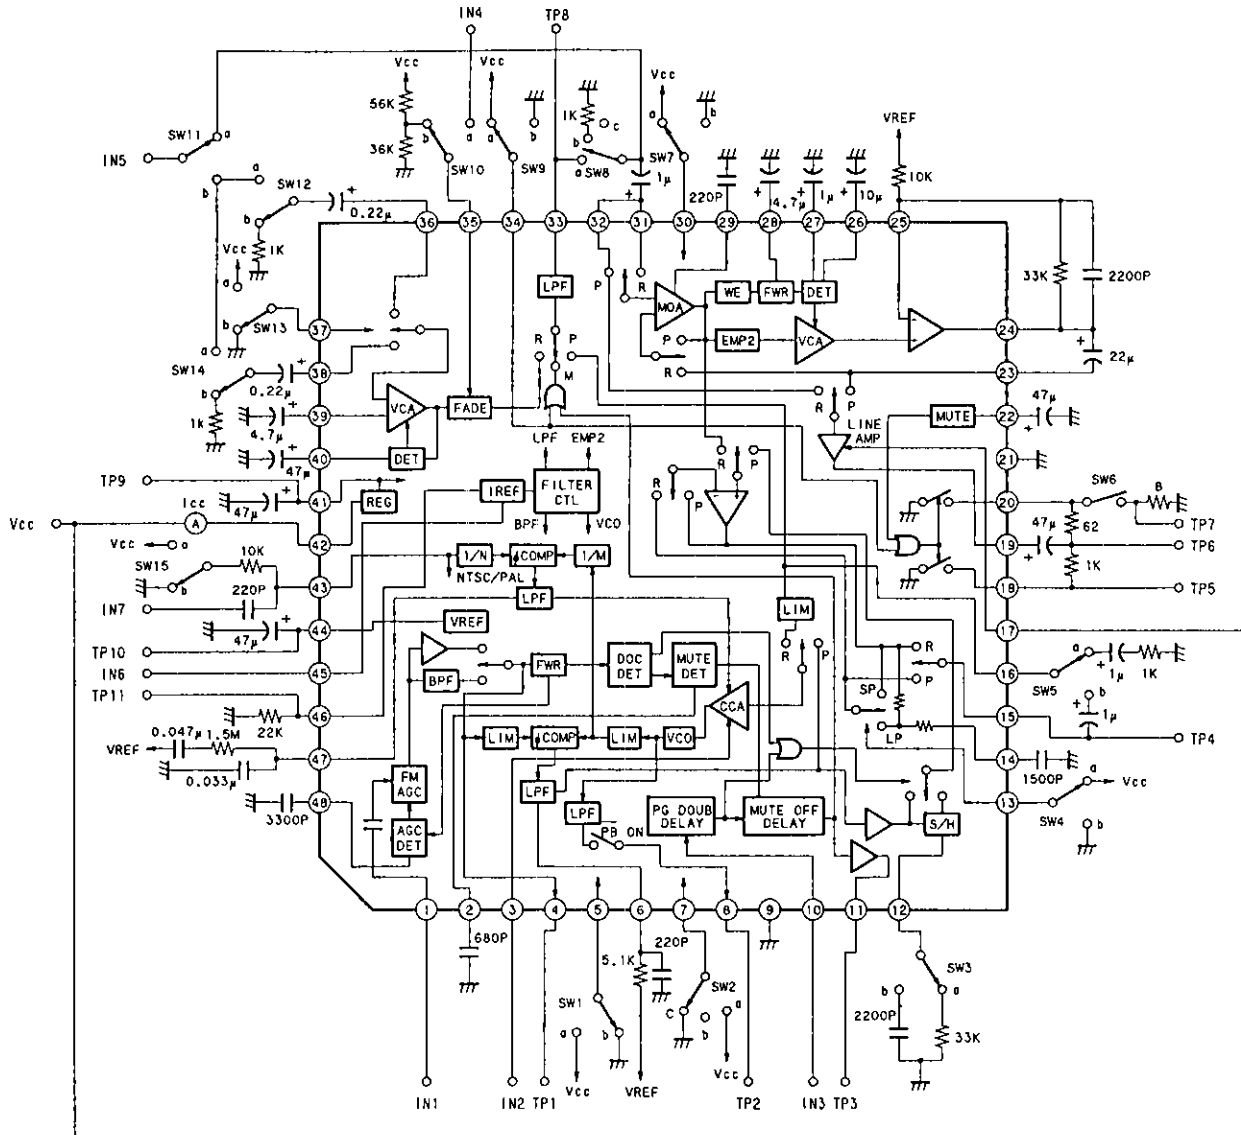 IN4 TP8
Vcc Vcc Vcc
56K 1K c a b
b a a b b VREF
SW11 a 36K SW10 SW9 a SW8 SW7
IN5 1μ 220P 4.7μ 1μ 10μ 10K
b a SW12 0.22μ
b 1K
36 35 34 33 32 31 30 29 28 27 26 25
Vcc a
LPF P R MOA WE FWR DET 33K 2200P
SW13 b 37 24
a R P P EMP2 VCA 22μ
SW14 b 0.22μ 38 M R 23
1K 4.7μ 39 VCA FADE R P LINE AMP MUTE 22 47μ
47μ 40 DET LPF EMP2 21
TP9 41 REG IREF FILTER CTL R P R P 20 SW6 8
Vcc Icc A 47μ 42 BPF VCO 47μ 62 TP7
Vcc a 10K 19 TP6
SW15 b 220P 43 1/N COMP 1/M 1K
IN7 NTSC/PAL LPF 18 TP5
47μ 44 VREF LIM 17
TP10 DOC DET MUTE DET R P R a
IN6 45 BPF FWR SP P 16 SW5 1μ 1K
TP11 46 CCA b
22K LP 15 1μ TP4
0.047μ 1.5M LIM COMP LIM VCO
VREF 0.033μ 47 14 1500P a Vcc
FM AGC LPF LPF PG DOUB DELAY MUTE OFF DELAY S/H 13 SW4 b
3300P 48 AGC DET PB ON
1 2 3 4 5 6 7 8 9 10 11 12
680P 5.1K 220P
SW1 SW2 SW3
a b c b a b a
2200P 33K
Vcc VREF Vcc
IN1 IN2 TP1 TP2 IN3 TP3